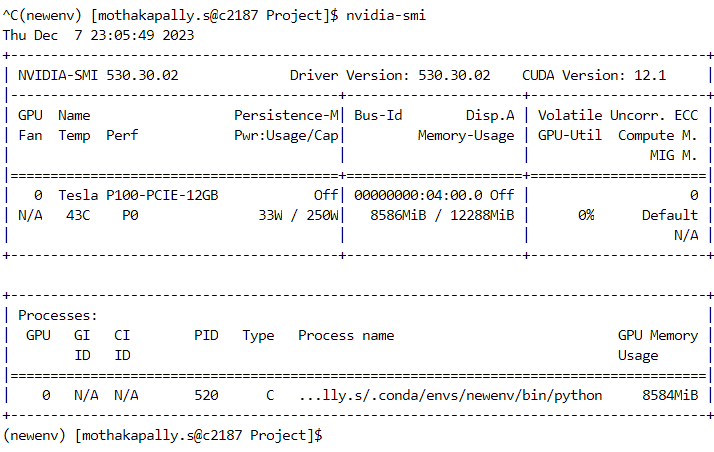 ^C(newenv) [mothakapally.s@c2187 Project]$ nvidia-smi
Thu Dec  7 23:05:49 2023
+---------------------------------------------------------------------------------------+
| NVIDIA-SMI 530.30.02              Driver Version: 530.30.02    CUDA Version: 12.1     |
|-----------------------------------------+----------------------+----------------------+
| GPU  Name                  Persistence-M| Bus-Id        Disp.A | Volatile Uncorr. ECC |
| Fan  Temp  Perf            Pwr:Usage/Cap|         Memory-Usage | GPU-Util  Compute M. |
|                                         |                      |               MIG M. |
|=========================================+======================+======================|
|   0  Tesla P100-PCIE-12GB            Off| 00000000:04:00.0 Off |                    0 |
| N/A   43C    P0               33W / 250W|   8586MiB / 12288MiB |      0%      Default |
|                                         |                      |                  N/A |
+-----------------------------------------+----------------------+----------------------+
+---------------------------------------------------------------------------------------+
| Processes:                                                                            |
|  GPU   GI   CI        PID   Type   Process name                            GPU Memory |
|        ID   ID                                                             Usage      |
|=======================================================================================|
|    0   N/A  N/A       520      C   ...lly.s/.conda/envs/newenv/bin/python     8584MiB |
+---------------------------------------------------------------------------------------+
(newenv) [mothakapally.s@c2187 Project]$